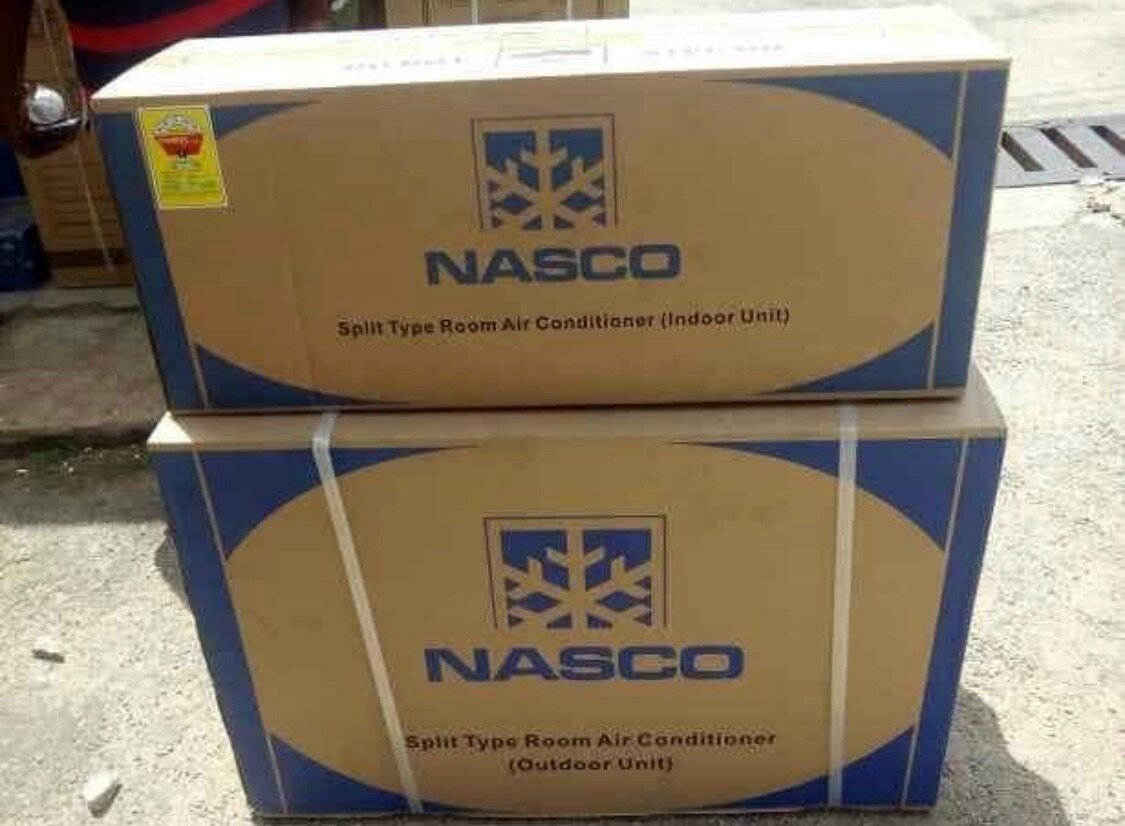 NASCO
Split Type Room Air Conditioner (Indoor Unit)
NASCO
Split Type Room Air Conditioner
(Outdoor Unit)